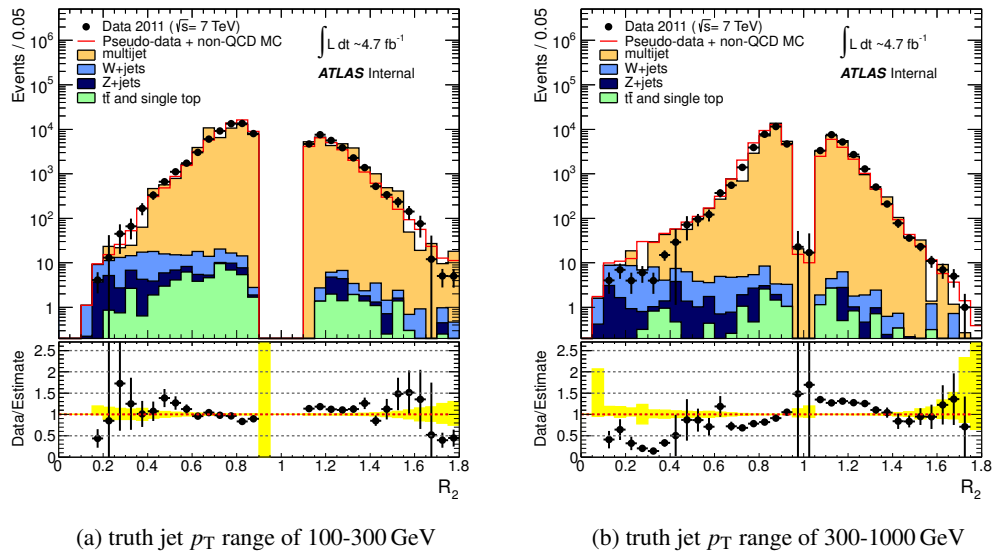 Events / 0.05
10⁶
10⁵
10⁴
10³
10²
10
1
Data 2011 (√s= 7 TeV)
Pseudo-data + non-QCD MC
multijet
W+jets
Z+jets
tt̄ and single top
∫ L dt ~4.7 fb⁻¹
ATLAS Internal
Data/Estimate
2.5
2
1.5
1
0.5
0
0 0.2 0.4 0.6 0.8 1 1.2 1.4 1.6 1.8
R₂
(a) truth jet p_T range of 100-300 GeV
Events / 0.05
10⁶
10⁵
10⁴
10³
10²
10
1
Data 2011 (√s= 7 TeV)
Pseudo-data + non-QCD MC
multijet
W+jets
Z+jets
tt̄ and single top
∫ L dt ~4.7 fb⁻¹
ATLAS Internal
Data/Estimate
2.5
2
1.5
1
0.5
0
0 0.2 0.4 0.6 0.8 1 1.2 1.4 1.6 1.8
R₂
(b) truth jet p_T range of 300-1000 GeV